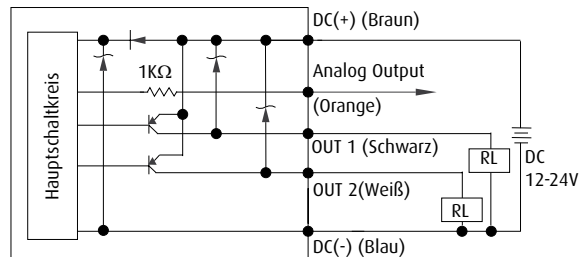 DC(+) (Braun)
1KΩ
Analog Output
(Orange)
Hauptschaltkreis
OUT 1 (Schwarz)
RL
DC
12-24V
OUT 2(Weiß)
RL
DC(-) (Blau)